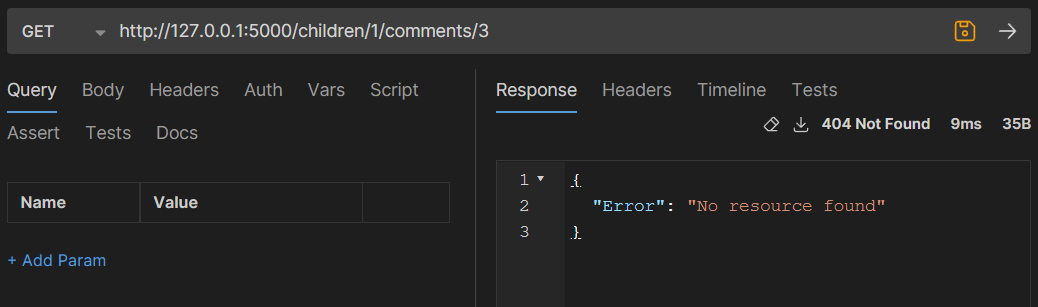 GET http://127.0.0.1:5000/children/1/comments/3
Query Body Headers Auth Vars Script
Assert Tests Docs
Name Value
+ Add Param
Response Headers Timeline Tests
404 Not Found 9ms 35B
1 {
2 "Error": "No resource found"
3 }